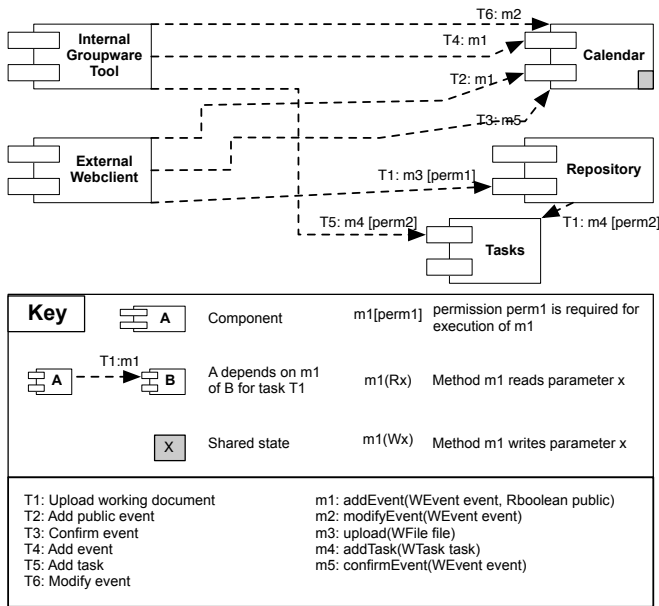 T6: m2
Internal
Groupware
Tool
T4: m1
Calendar
T2: m1
T3: m5
External
Webclient
Repository
T1: m3 [perm1]
T5: m4 [perm2]
T1: m4 [perm2]
Tasks
Key
A
Component
m1[perm1]
permission perm1 is required for
execution of m1
T1:m1
A
B
A depends on m1
of B for task T1
m1(Rx)
Method m1 reads parameter x
X
Shared state
m1(Wx)
Method m1 writes parameter x
T1: Upload working document
T2: Add public event
T3: Confirm event
T4: Add event
T5: Add task
T6: Modify event
m1: addEvent(WEvent event, Rboolean public)
m2: modifyEvent(WEvent event)
m3: upload(WFile file)
m4: addTask(WTask task)
m5: confirmEvent(WEvent event)